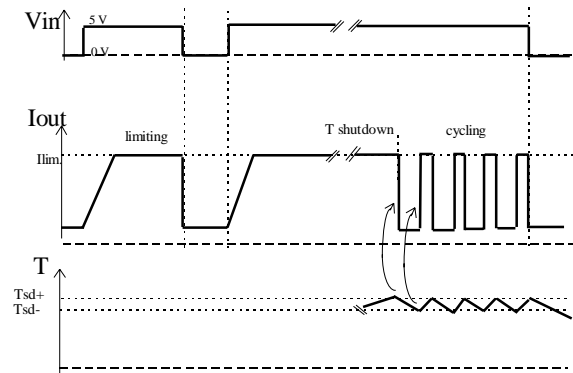 Vin
5 V
0 V
Iout
limiting
T shutdown
cycling
Ilim.
T
Tsd+
Tsd-